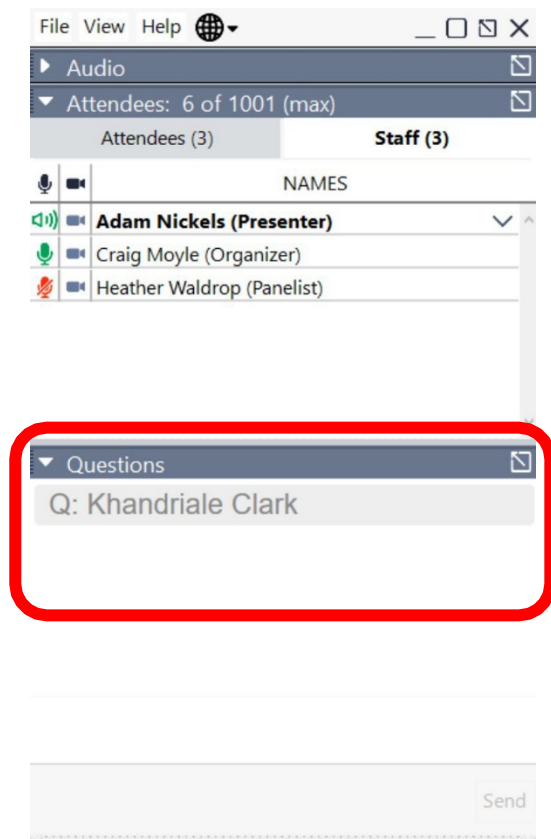 File View Help
Audio
Attendees: 6 of 1001 (max)
Attendees (3) Staff (3)
NAMES
Adam Nickels (Presenter)
Craig Moyle (Organizer)
Heather Waldrop (Panelist)
Questions
Q: Khandriale Clark
Send